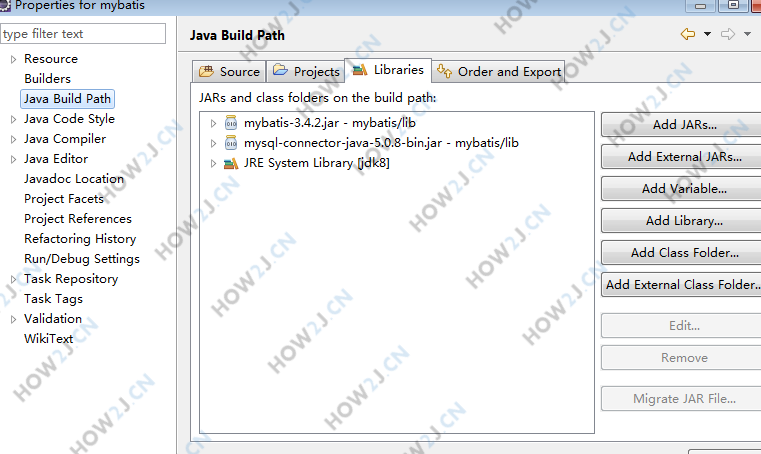 Properties for mybatis
type filter text
Resource
Builders
Java Build Path
Java Code Style
Java Compiler
Java Editor
Javadoc Location
Project Facets
Project References
Refactoring History
Run/Debug Settings
Task Repository
Task Tags
Validation
WikiText
Java Build Path
Source Projects Libraries Order and Export
JARs and class folders on the build path:
mybatis-3.4.2.jar - mybatis/lib
mysql-connector-java-5.0.8-bin.jar - mybatis/lib
JRE System Library [jdk8]
Add JARs...
Add External JARs...
Add Variable...
Add Library...
Add Class Folder...
Add External Class Folder...
Edit...
Remove
Migrate JAR File...
HOW2J.CN